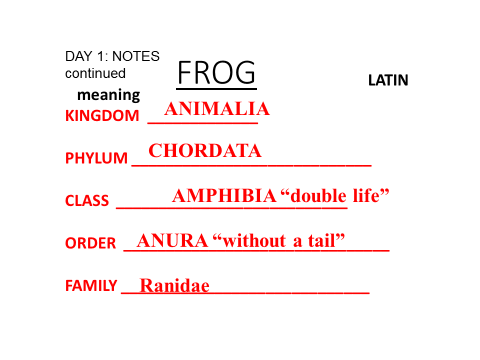 DAY 1: NOTES
continued
FROG
LATIN
meaning
KINGDOM ANIMALIA
PHYLUM CHORDATA
CLASS AMPHIBIA “double life”
ORDER ANURA “without a tail”
FAMILY Ranidae